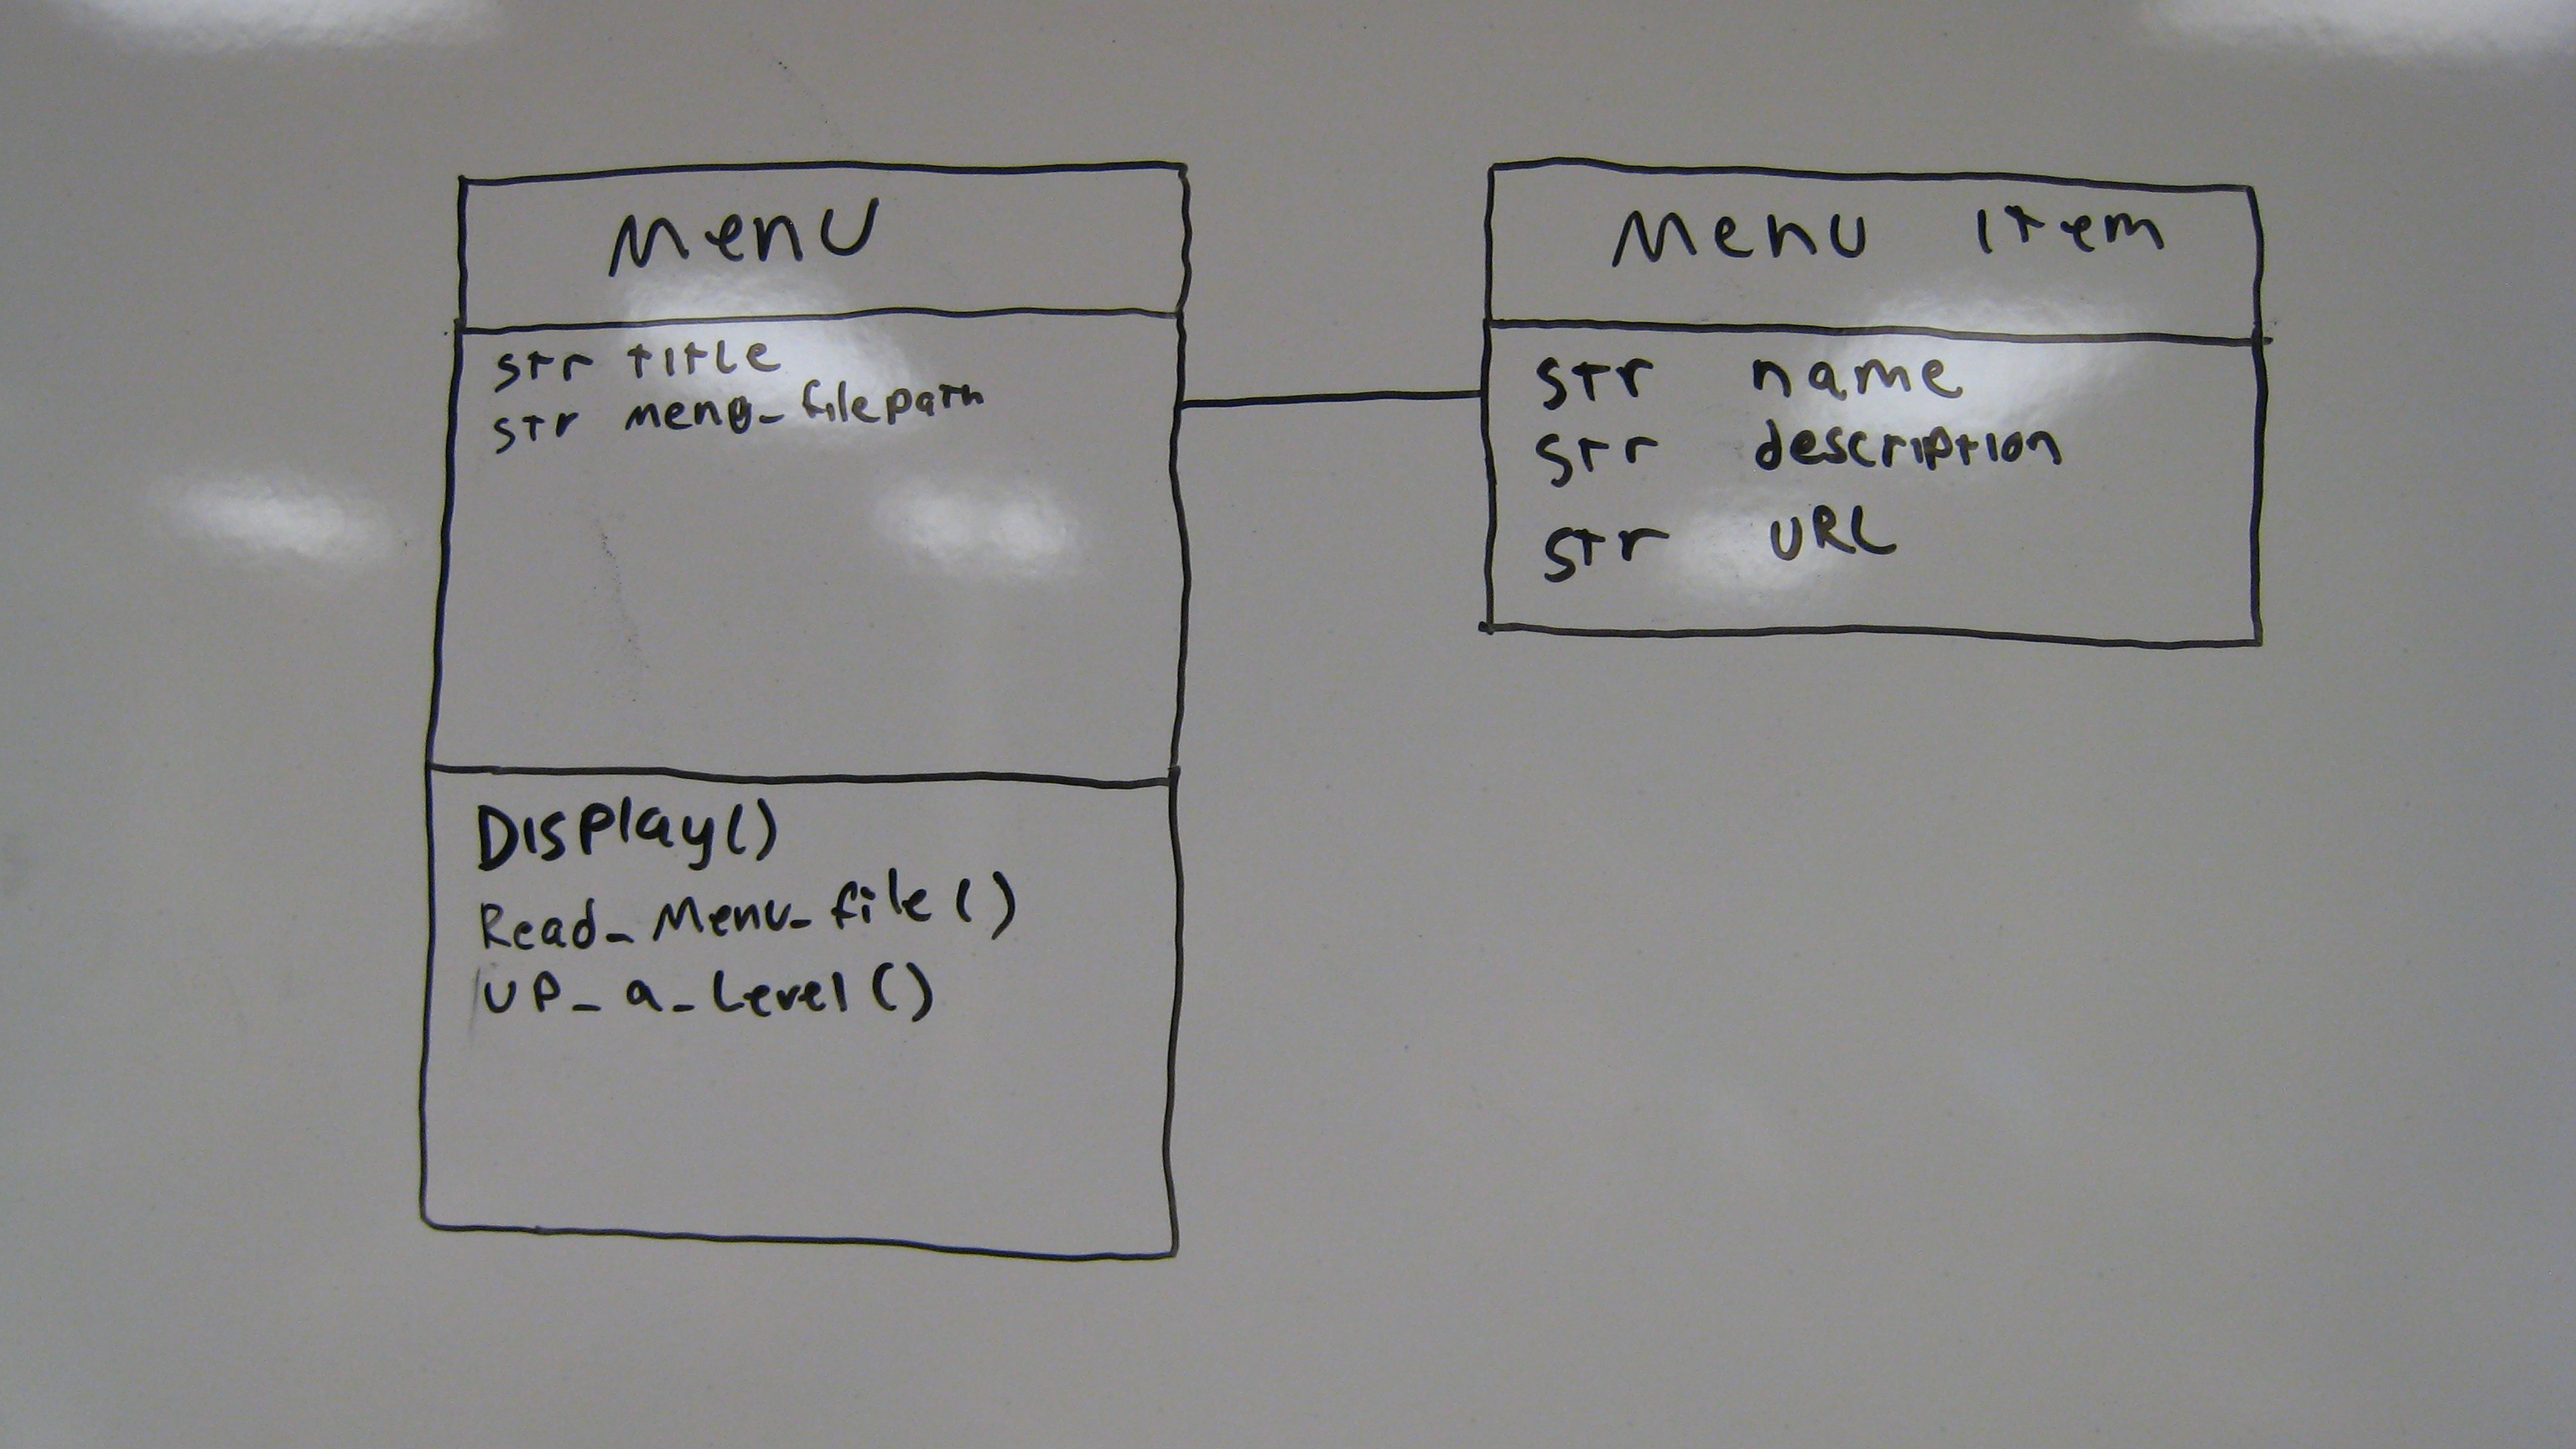 Menu
str title
str menu_filepath
Display()
Read_Menu_file()
UP_a_Level()
Menu Item
str name
str description
str URL